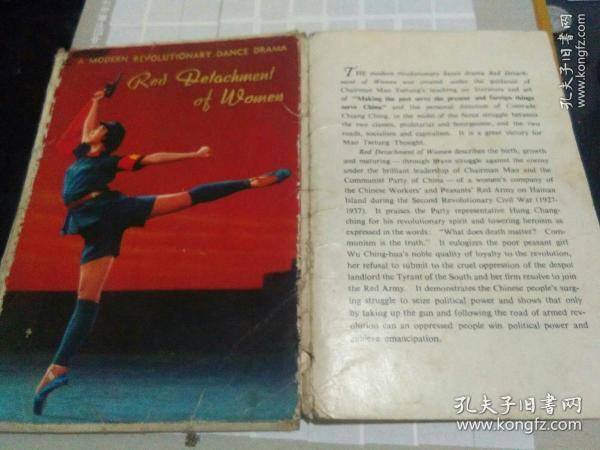 A MODERN REVOLUTIONARY DANCE DRAMA
Red Detachment
of Women
THE modern revolutionary dance drama Red Detach-
ment of Women was created under the guidance of
Chairman Mao Tsetung's teaching on literature and art
of "Making the past serve the present and foreign things
serve China" and the personal direction of Comrade
Chiang Ching, in the midst of the fierce struggle between
the two classes, proletariat and bourgeoisie, and the two
roads, socialism and capitalism. It is a great victory for
Mao Tsetung Thought.
Red Detachment of Women describes the birth, growth
and maturing — through brave struggle against the enemy
under the brilliant leadership of Chairman Mao and the
Communist Party of China — of a women's company of
the Chinese Workers' and Peasants' Red Army on Hainan
Island during the Second Revolutionary Civil War (1927-
1937). It praises the Party representative Hung Chang-
ching for his revolutionary spirit and towering heroism as
expressed in the words: "What does death matter? Com-
munism is the truth." It eulogizes the poor peasant girl
Wu Ching-hua's noble quality of loyalty to the revolution,
her refusal to submit to the cruel oppression of the despot
landlord the Tyrant of the South and her firm resolve to join
the Red Army. It demonstrates the Chinese people's surg-
ing struggle to seize political power and shows that only
by taking up the gun and following the road of armed rev-
olution can an oppressed people win political power and
achieve emancipation.
孔夫子旧书网
孔夫子旧书网
www.kongfz.com